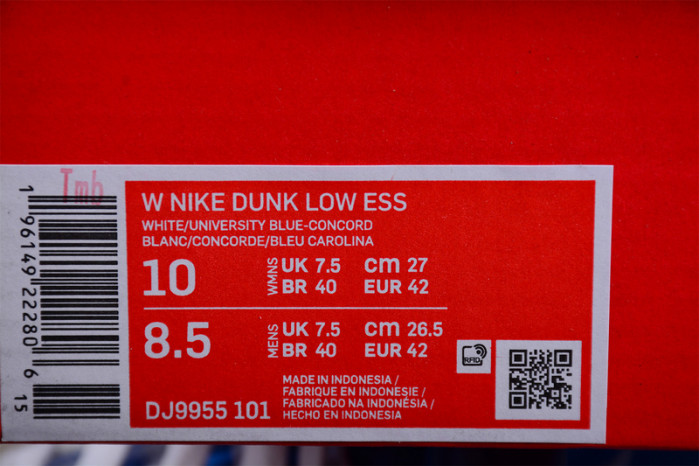 Tmb
1 96149 22280 6
15
W NIKE DUNK LOW ESS
WHITE/UNIVERSITY BLUE-CONCORD
BLANC/CONCORDE/BLEU CAROLINA
10 WMNS UK 7.5 cm 27
BR 40 EUR 42
8.5 MENS UK 7.5 cm 26.5
BR 40 EUR 42
RFID
MADE IN INDONESIA /
FABRIQUE EN INDONESIE /
FABRICADO NA INDONÉSIA /
HECHO EN INDONESIA
DJ9955 101